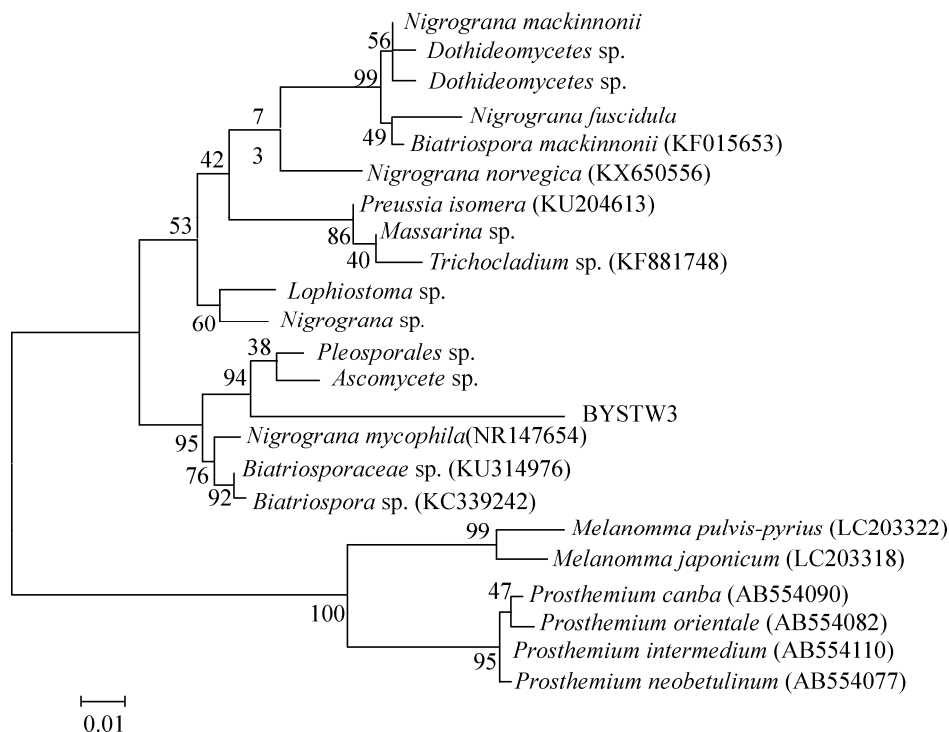 Nigrograna mackinnonii
56
Dothideomycetes sp.
99
Dothideomycetes sp.
7
Nigrograna fuscidula
49
Biatriospora mackinnonii (KF015653)
42
3
Nigrograna norvegica (KX650556)
Preussia isomera (KU204613)
53
86
Massarina sp.
40
Trichocladium sp. (KF881748)
Lophiostoma sp.
60
Nigrograna sp.
38
Pleosporales sp.
94
Ascomycete sp.
BYSTW3
95
Nigrograna mycophila(NR147654)
76
Biatriosporaceae sp. (KU314976)
92
Biatriospora sp. (KC339242)
99
Melanomma pulvis-pyrius (LC203322)
Melanomma japonicum (LC203318)
47
Prosthemium canba (AB554090)
100
Prosthemium orientale (AB554082)
95
Prosthemium intermedium (AB554110)
Prosthemium neobetulinum (AB554077)
0.01